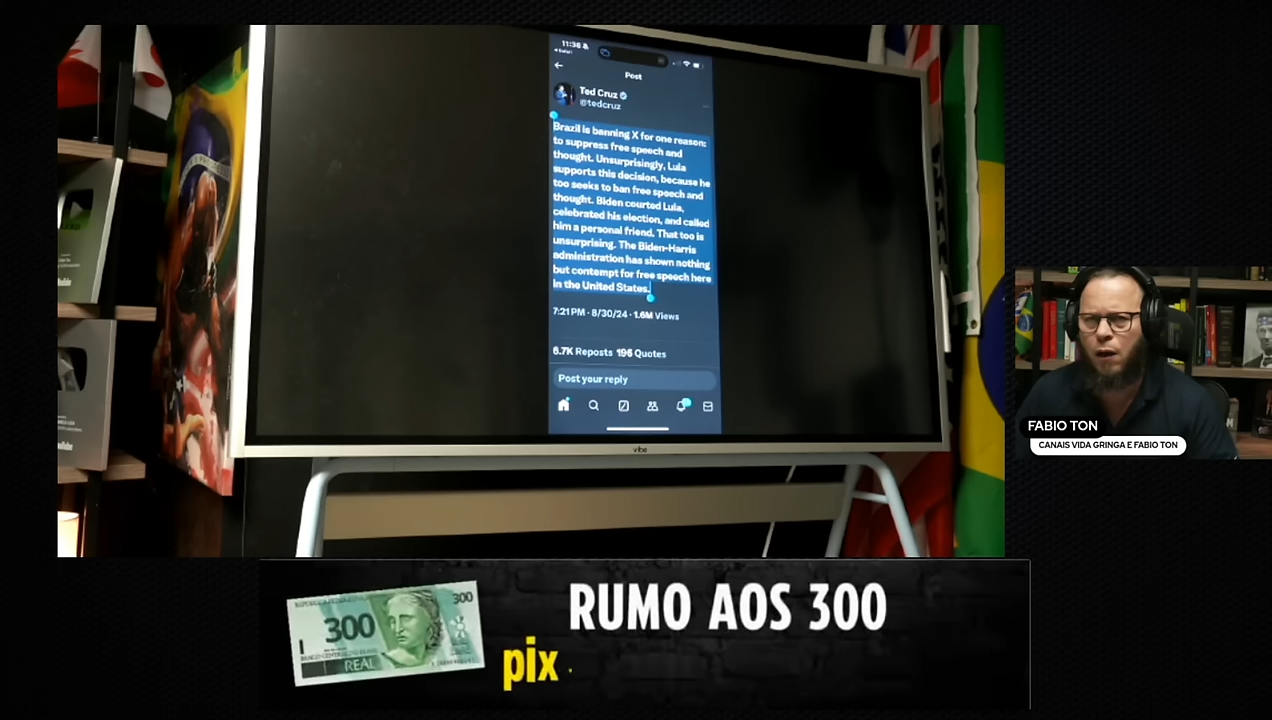 11:36
Post
Ted Cruz
@tedcruz
Brazil is banning X for one reason:
to suppress free speech and
thought. Unsurprisingly, Lula
supports this decision, because he
too seeks to ban free speech and
thought. Biden courted Lula,
celebrated his election, and called
him a personal friend. That too is
unsurprising. The Biden-Harris
administration has shown nothing
but contempt for free speech here
in the United States.
7:21 PM · 8/30/24 · 1.6M Views
6.7K Reposts 196 Quotes
Post your reply
vibe
FABIO TON
CANAIS VIDA GRINGA E FABIO TON
RUMO AOS 300
300
300
REAL
pix